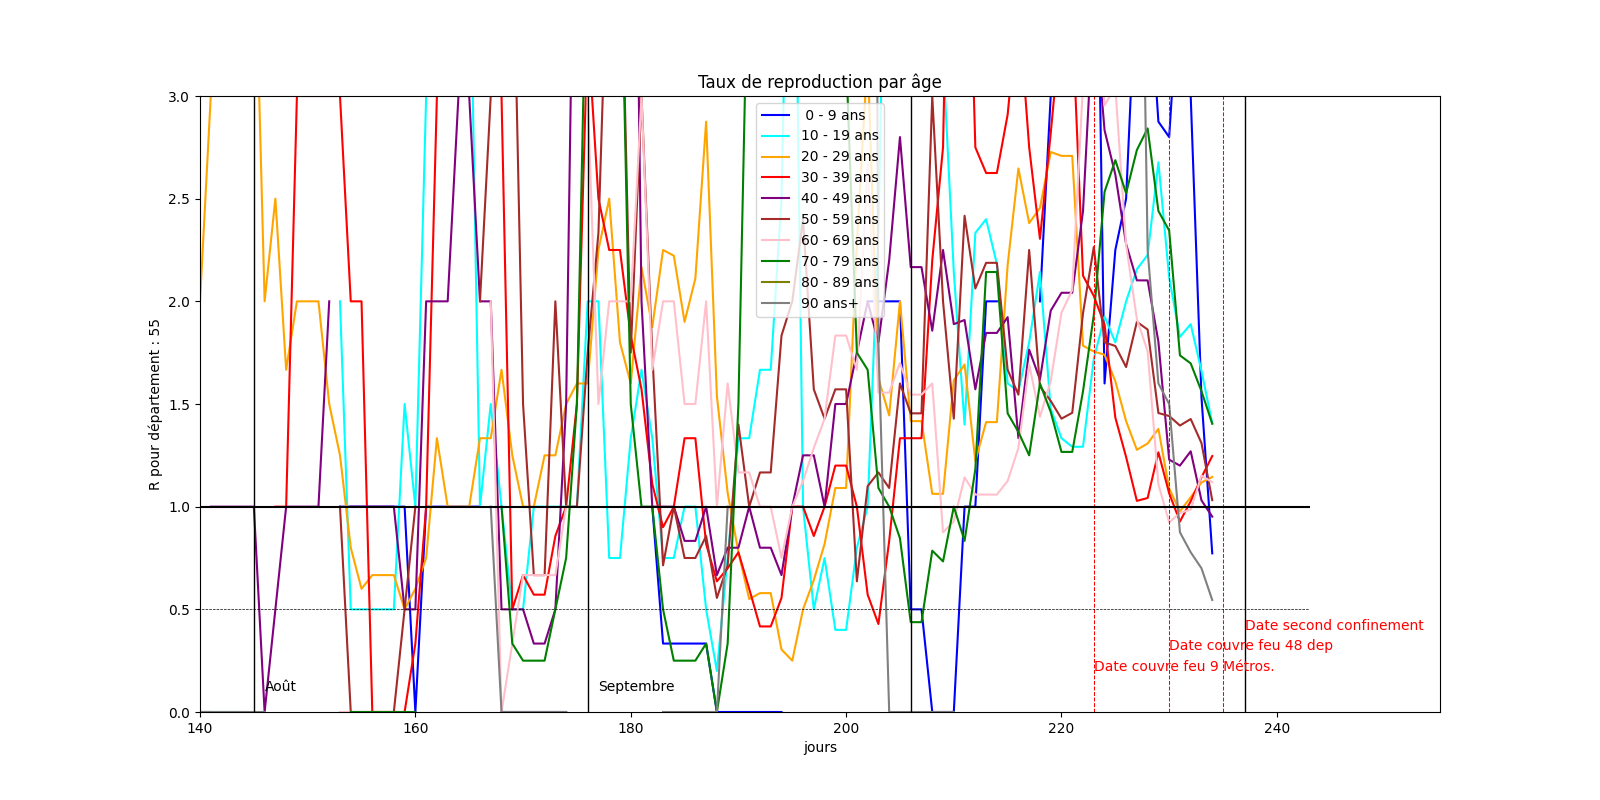 Taux de reproduction par âge
R pour département : 55
3.0
2.5
2.0
1.5
1.0
0.5
0.0
0 - 9 ans
10 - 19 ans
20 - 29 ans
30 - 39 ans
40 - 49 ans
50 - 59 ans
60 - 69 ans
70 - 79 ans
80 - 89 ans
90 ans+
Date second confinement
Date couvre feu 48 dep
Date couvre feu 9 Métros.
Août
Septembre
140 160 180 200 220 240
jours